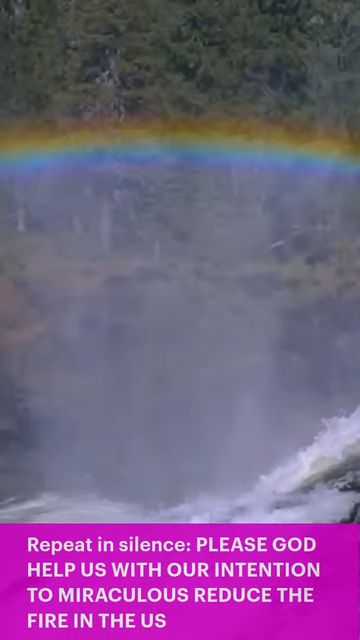 Repeat in silence: PLEASE GOD
HELP US WITH OUR INTENTION
TO MIRACULOUS REDUCE THE
FIRE IN THE US